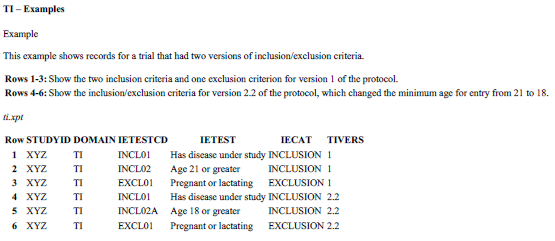 TI – Examples
Example
This example shows records for a trial that had two versions of inclusion/exclusion criteria.
Rows 1-3: Show the two inclusion criteria and one exclusion criterion for version 1 of the protocol.
Rows 4-6: Show the inclusion/exclusion criteria for version 2.2 of the protocol, which changed the minimum age for entry from 21 to 18.
ti.xpt
Row STUDYID DOMAIN IETESTCD IETEST IECAT TIVERS
1 XYZ TI INCL01 Has disease under study INCLUSION 1
2 XYZ TI INCL02 Age 21 or greater INCLUSION 1
3 XYZ TI EXCL01 Pregnant or lactating EXCLUSION 1
4 XYZ TI INCL01 Has disease under study INCLUSION 2.2
5 XYZ TI INCL02A Age 18 or greater INCLUSION 2.2
6 XYZ TI EXCL01 Pregnant or lactating EXCLUSION 2.2